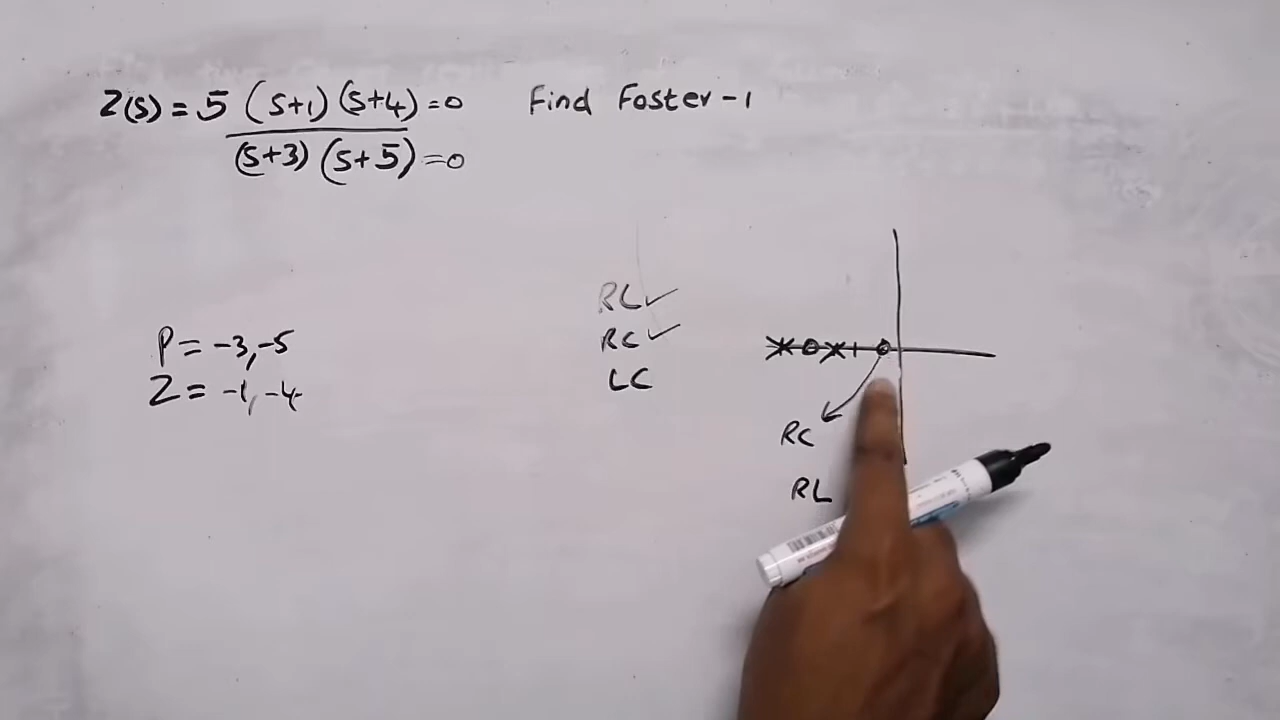 Z(s) = 5 (s+1) (s+4) = 0 Find Foster-1
(s+3) (s+5) = 0
RL ✓
RC ✓
LC
P = -3, -5
Z = -1, -4
RC
RL